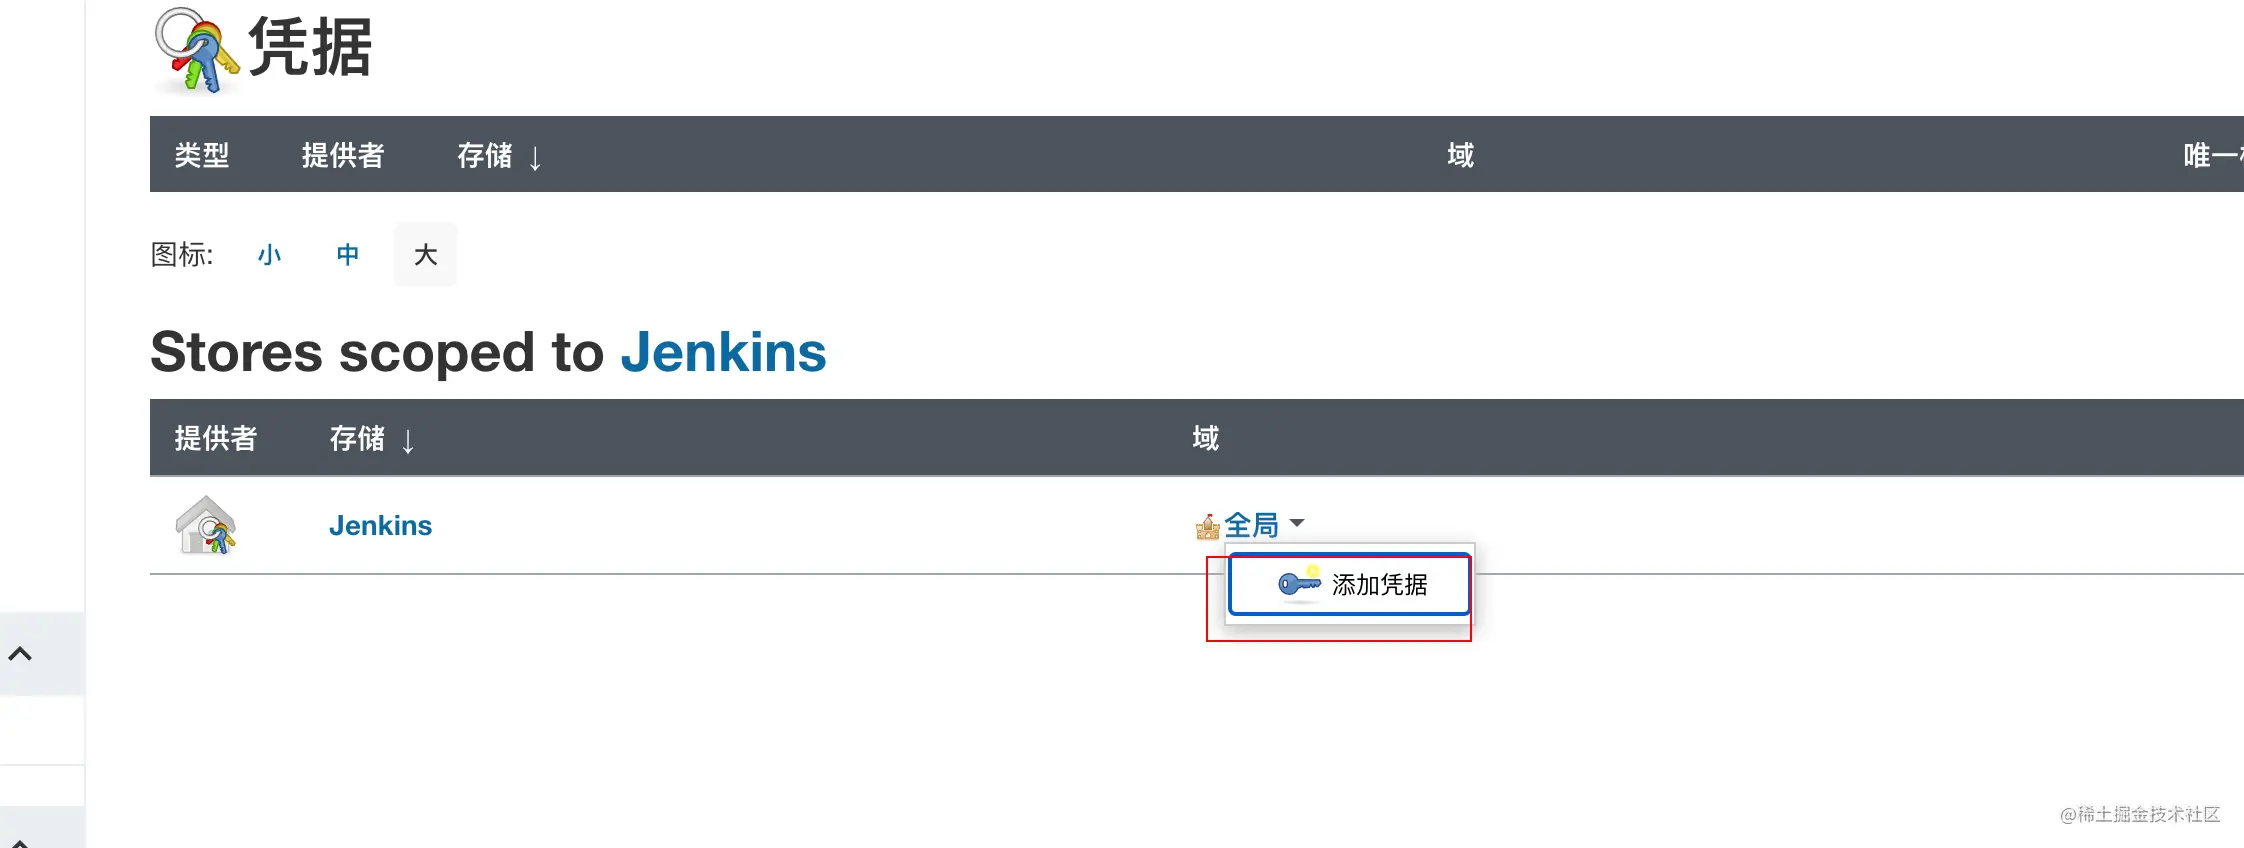 凭据
类型 提供者 存储 ↓ 域 唯一
图标: 小 中 大
Stores scoped to Jenkins
提供者 存储 ↓ 域
Jenkins 全局
添加凭据
@稀土掘金技术社区